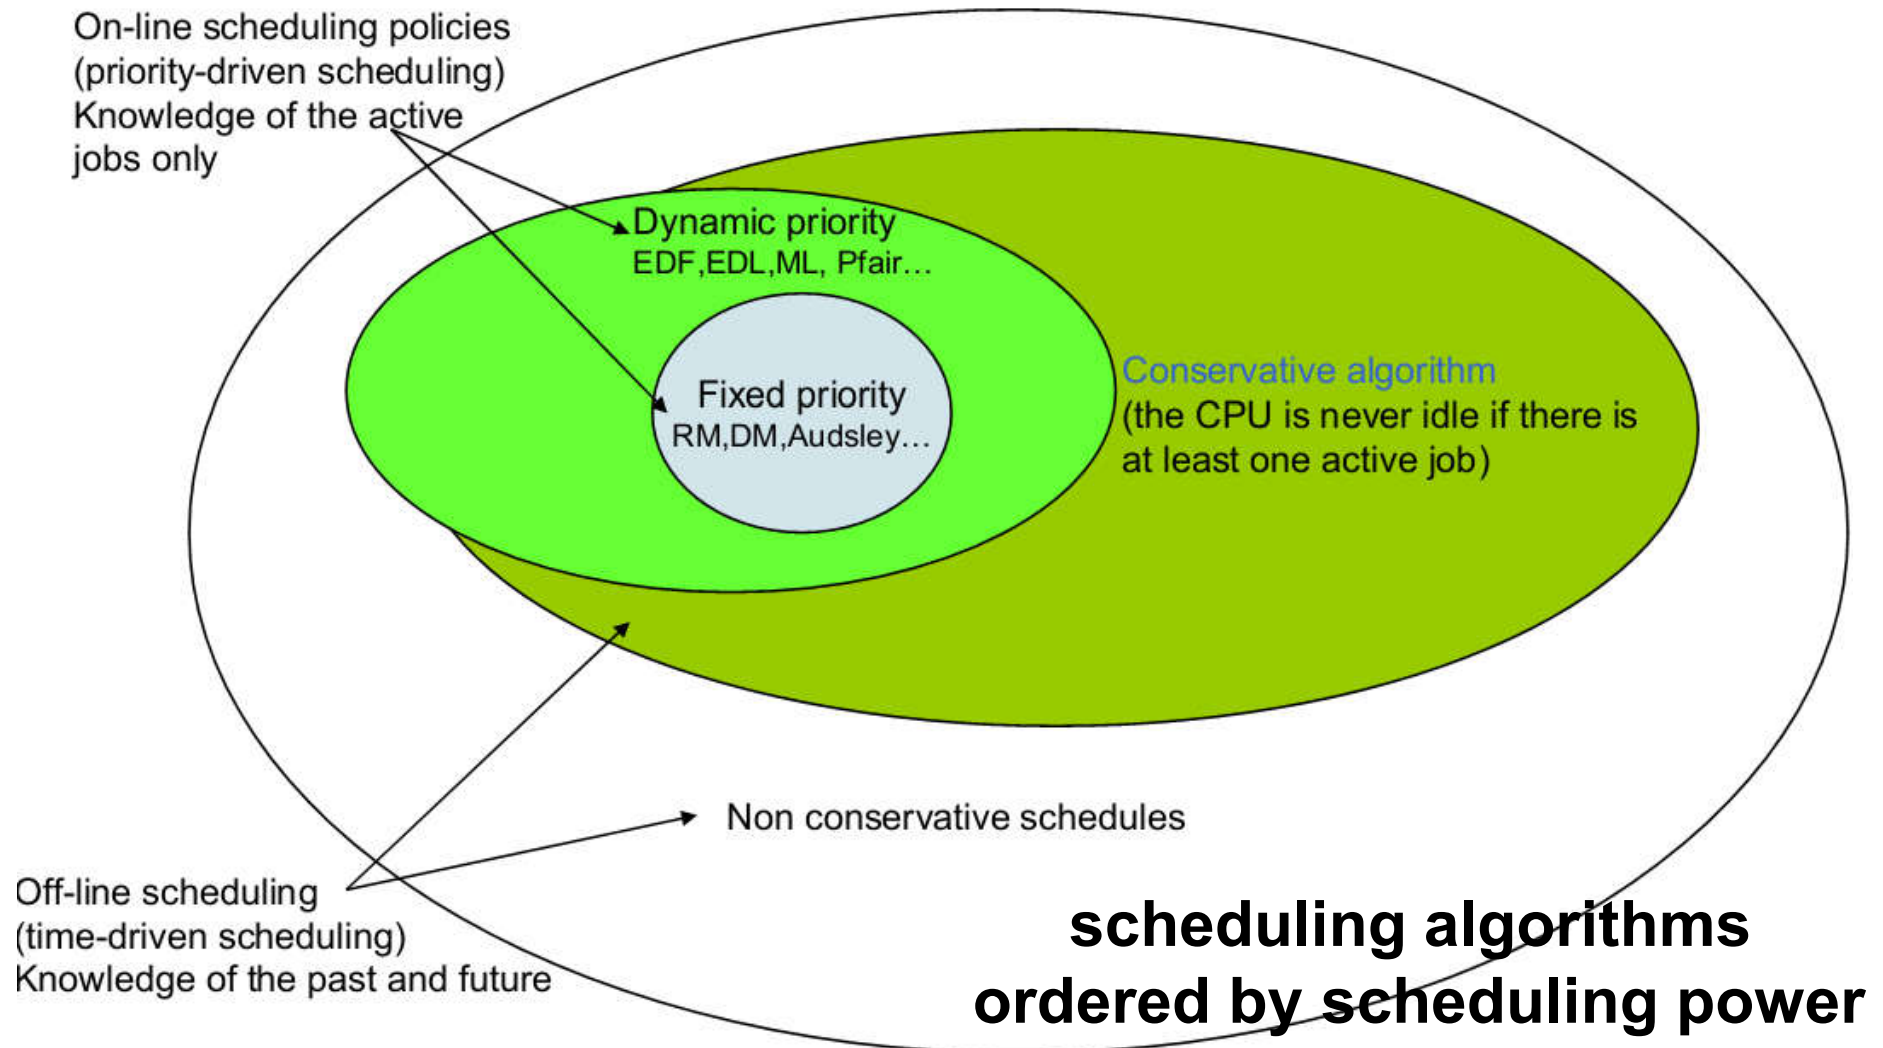 On-line scheduling policies
(priority-driven scheduling)
Knowledge of the active
jobs only
Dynamic priority
EDF,EDL,ML, Pfair…
Fixed priority
RM,DM,Audsley…
Conservative algorithm
(the CPU is never idle if there is
at least one active job)
Non conservative schedules
Off-line scheduling
(time-driven scheduling)
Knowledge of the past and future
scheduling algorithms
ordered by scheduling power